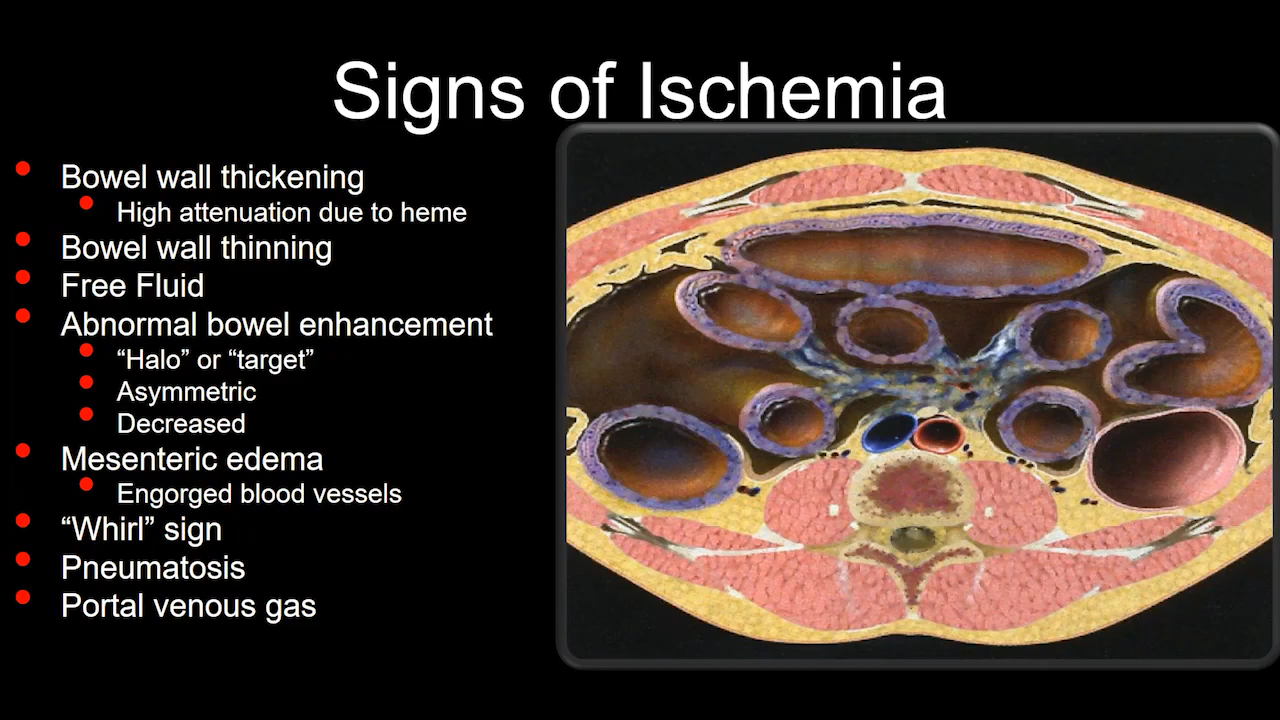 Signs of Ischemia
Bowel wall thickening
High attenuation due to heme
Bowel wall thinning
Free Fluid
Abnormal bowel enhancement
“Halo” or “target”
Asymmetric
Decreased
Mesenteric edema
Engorged blood vessels
“Whirl” sign
Pneumatosis
Portal venous gas